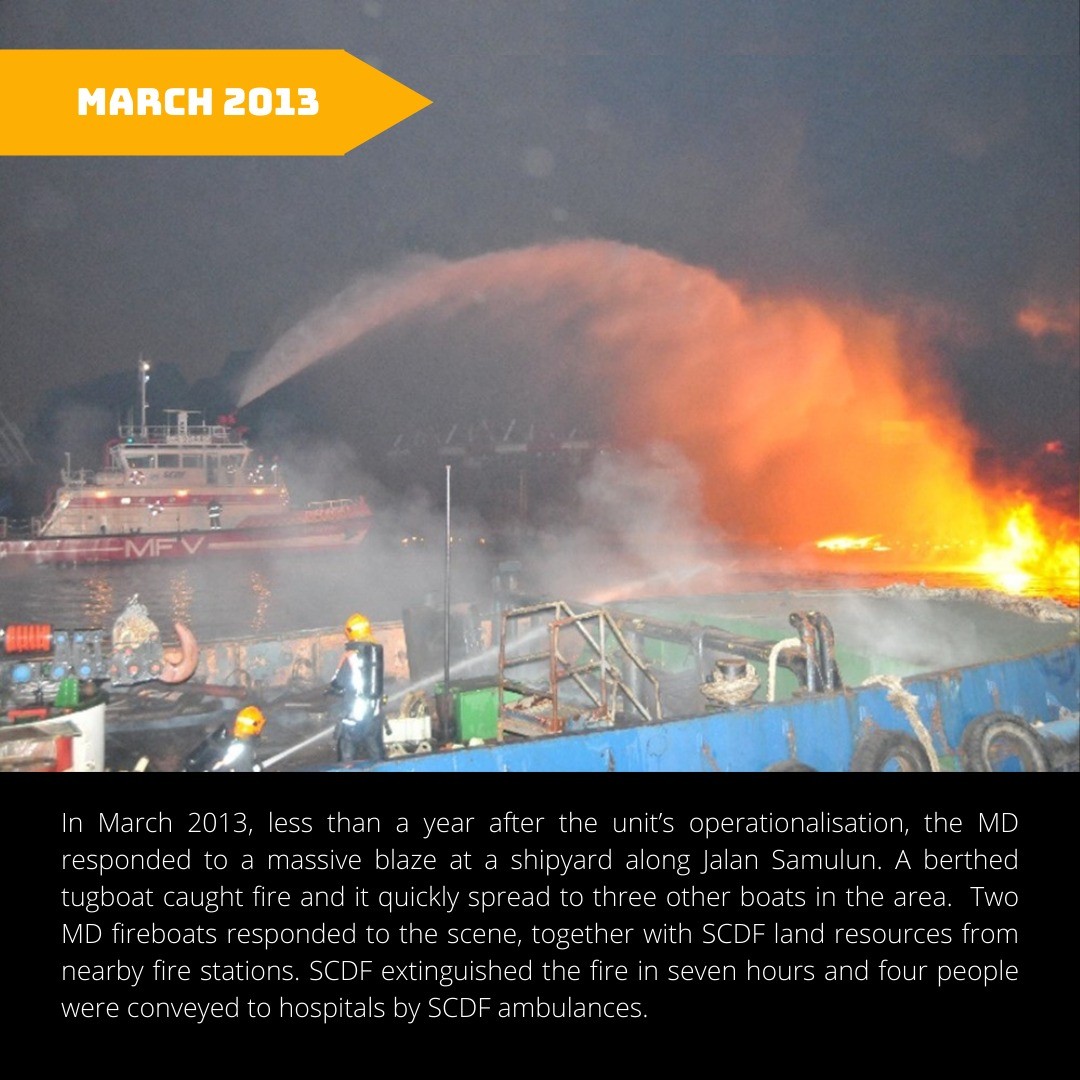 MARCH 2013
MFV
In March 2013, less than a year after the unit’s operationalisation, the MD
responded to a massive blaze at a shipyard along Jalan Samulun. A berthed
tugboat caught fire and it quickly spread to three other boats in the area.  Two
MD fireboats responded to the scene, together with SCDF land resources from
nearby fire stations. SCDF extinguished the fire in seven hours and four people
were conveyed to hospitals by SCDF ambulances.